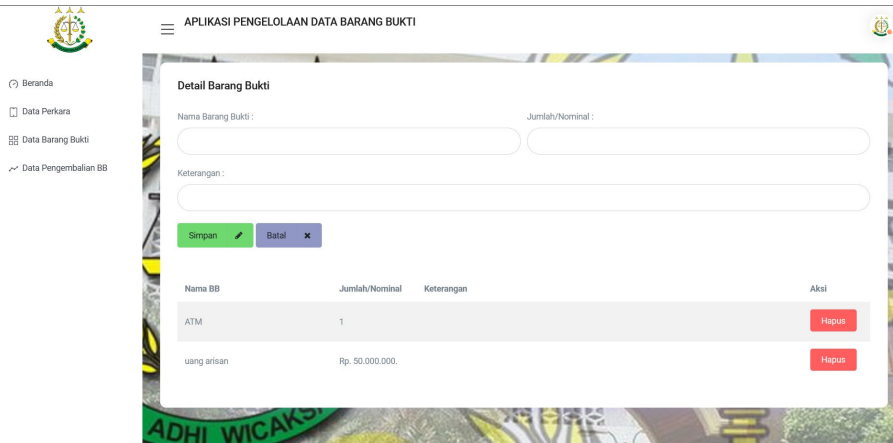 APLIKASI PENGELOLAAN DATA BARANG BUKTI
Beranda
Data Perkara
Data Barang Bukti
Data Pengembalian BB
Detail Barang Bukti
Nama Barang Bukti :
Jumlah/Nominal :
Keterangan :
Simpan
Batal
Nama BB Jumlah/Nominal Keterangan Aksi
ATM 1 Hapus
uang arisan Rp. 50.000.000. Hapus
ADHI WICAKS